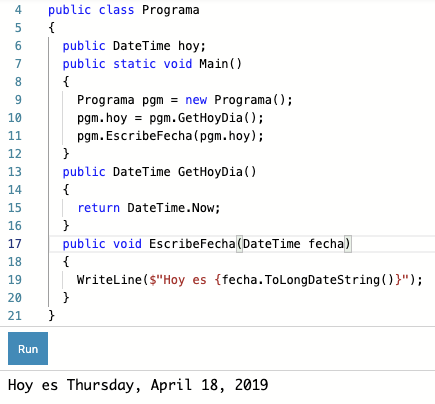 4 public class Programa
5 {
6 public DateTime hoy;
7 public static void Main()
8 {
9 Programa pgm = new Programa();
10 pgm.hoy = pgm.GetHoyDia();
11 pgm.EscribeFecha(pgm.hoy);
12 }
13 public DateTime GetHoyDia()
14 {
15 return DateTime.Now;
16 }
17 public void EscribeFecha(DateTime fecha)
18 {
19 WriteLine($"Hoy es {fecha.ToLongDateString()}");
20 }
21 }
Run
Hoy es Thursday, April 18, 2019